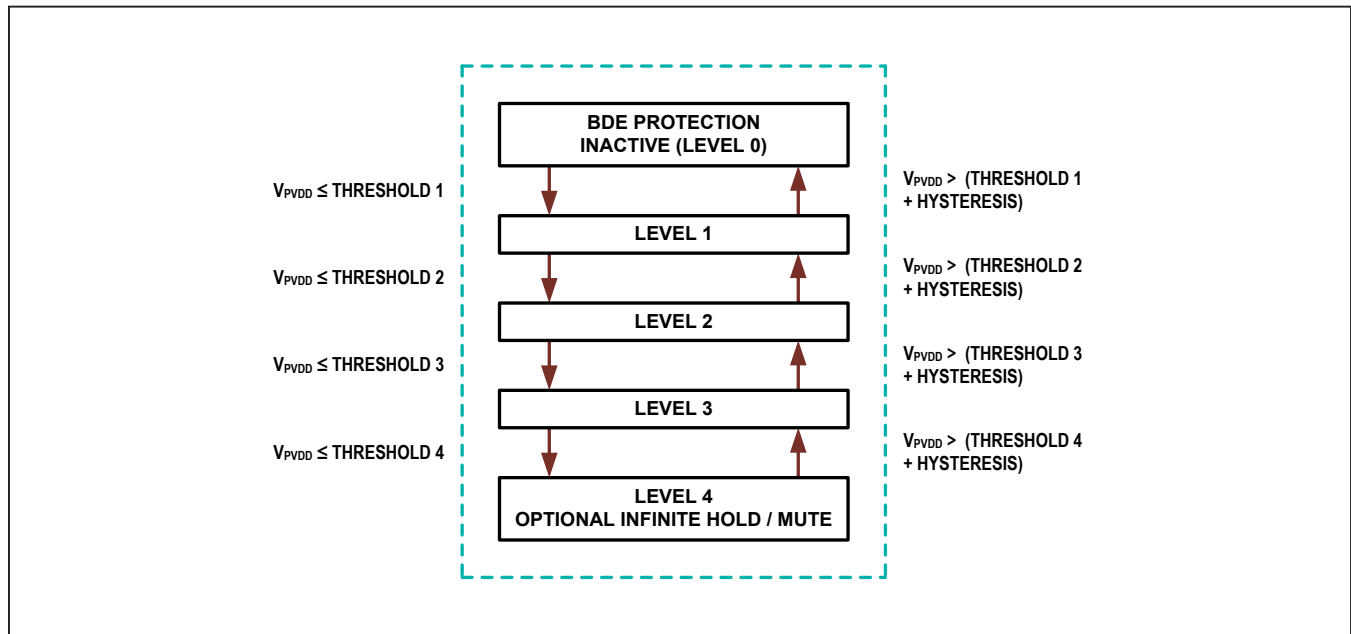 BDE PROTECTION
INACTIVE (LEVEL 0)
VPVDD ≤ THRESHOLD 1
VPVDD > (THRESHOLD 1
+ HYSTERESIS)
LEVEL 1
VPVDD ≤ THRESHOLD 2
VPVDD > (THRESHOLD 2
+ HYSTERESIS)
LEVEL 2
VPVDD ≤ THRESHOLD 3
VPVDD > (THRESHOLD 3
+ HYSTERESIS)
LEVEL 3
VPVDD ≤ THRESHOLD 4
VPVDD > (THRESHOLD 4
+ HYSTERESIS)
LEVEL 4
OPTIONAL INFINITE HOLD / MUTE